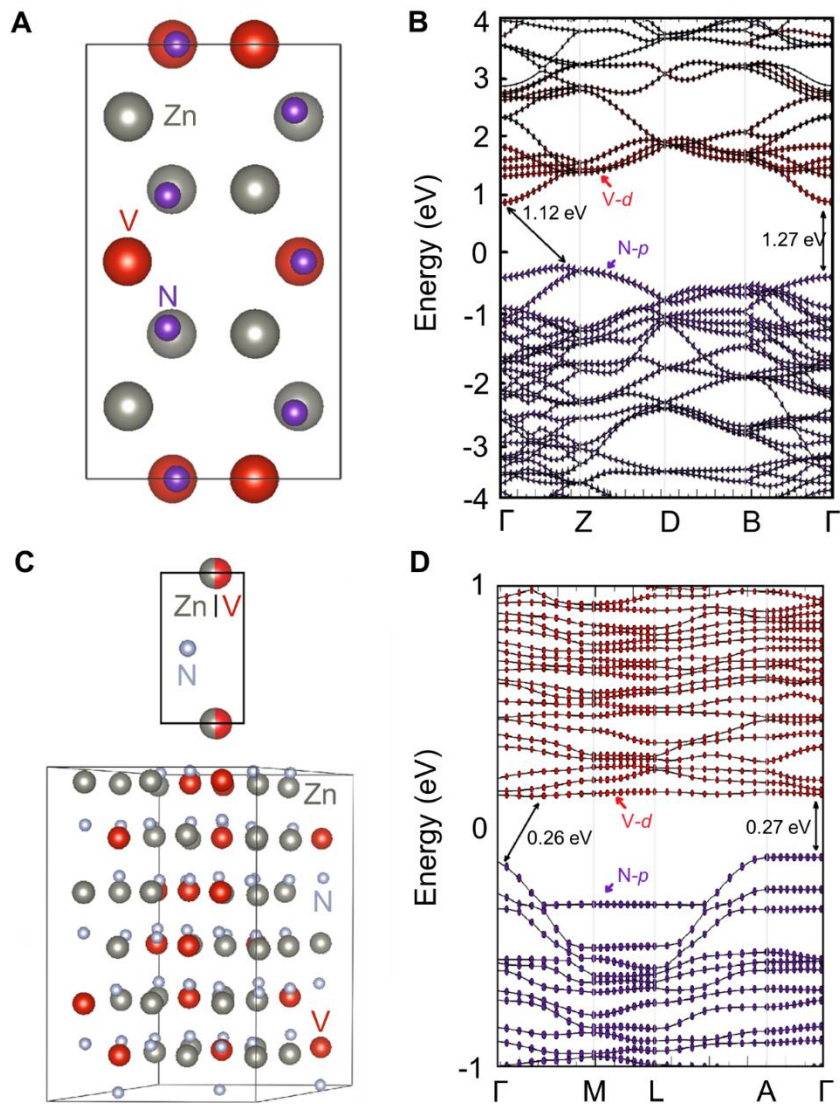 A
Zn
V
N
B
Energy (eV)
4
3
2
1
0
-1
-2
-3
-4
V-d
1.12 eV
N-p
1.27 eV
Γ Z D B Γ
C
Zn|V
N
Zn
N
V
D
Energy (eV)
1
0
-1
V-d
0.26 eV
0.27 eV
N-p
Γ M L A Γ